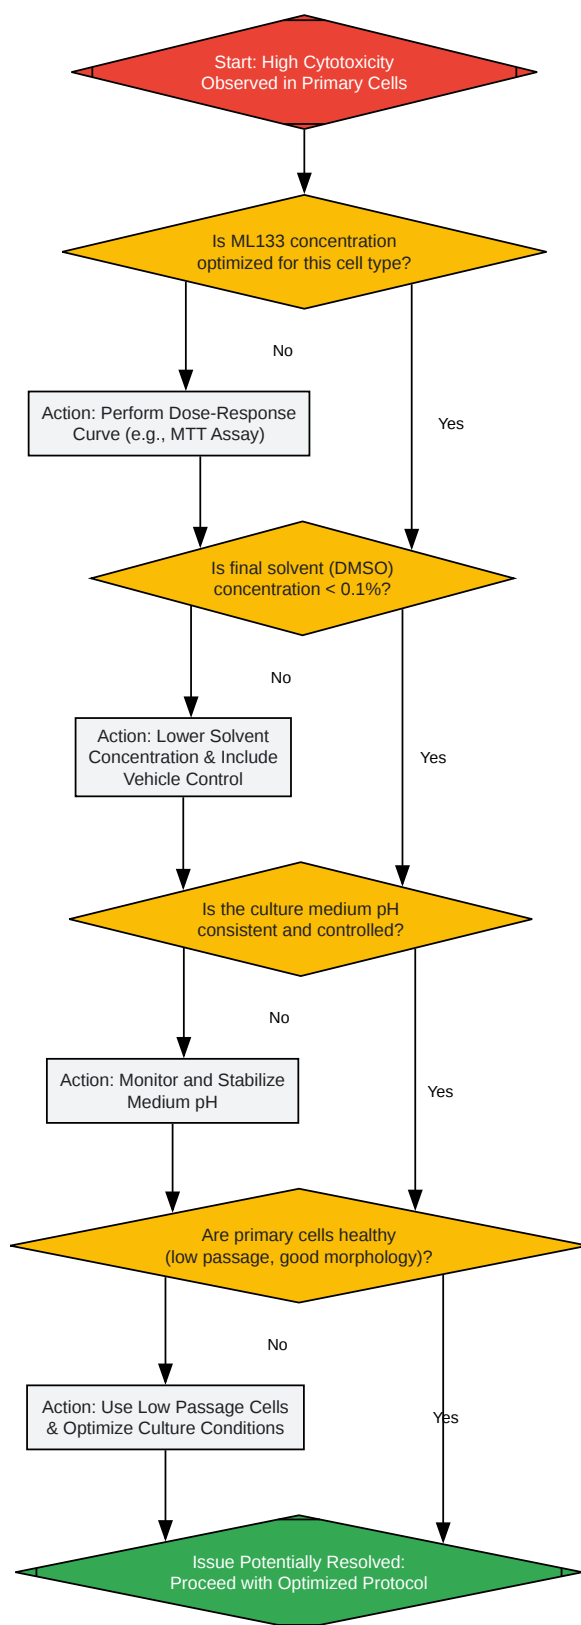 Start: High Cytotoxicity
Observed in Primary Cells
Is ML133 concentration
optimized for this cell type?
No
Action: Perform Dose-Response
Curve (e.g., MTT Assay)
Yes
Is final solvent (DMSO)
concentration < 0.1%?
No
Action: Lower Solvent
Concentration & Include
Vehicle Control
Yes
Is the culture medium pH
consistent and controlled?
No
Action: Monitor and Stabilize
Medium pH
Yes
Are primary cells healthy
(low passage, good morphology)?
No
Action: Use Low Passage Cells
& Optimize Culture Conditions
Yes
Issue Potentially Resolved:
Proceed with Optimized Protocol